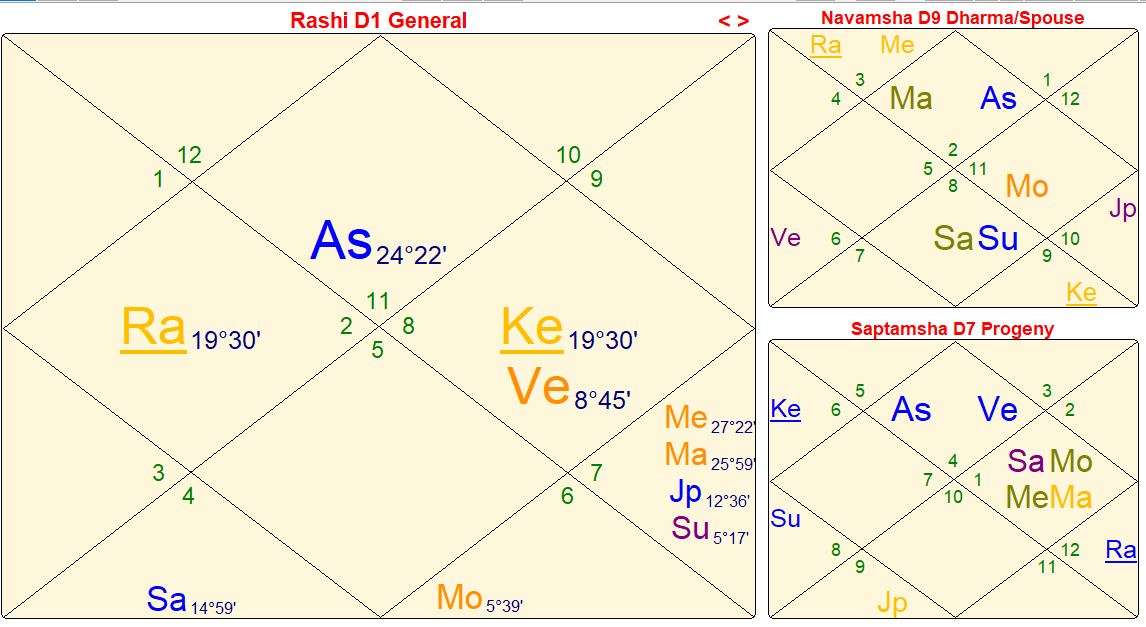 Rashi D1 General
< >
12
10
1
9
As 24°22'
11
Ra 19°30'
2
8
Ke 19°30'
5
Ve 8°45'
Me 27°22'
3
7
Ma 25°59'
4
6
Jp 12°36'
Su 5°17'
Sa 14°59'
Mo 5°39'
Navamsha D9 Dharma/Spouse
Ra Me
3 1
4 Ma As 12
2
5 11
8 Mo
Jp
Ve 6 Sa Su 10
7 9
Ke
Saptamsha D7 Progeny
5 3
Ke 6 As Ve 2
4 Sa Mo
7 1
10 Me Ma
Su
8 12 Ra
9 11
Jp